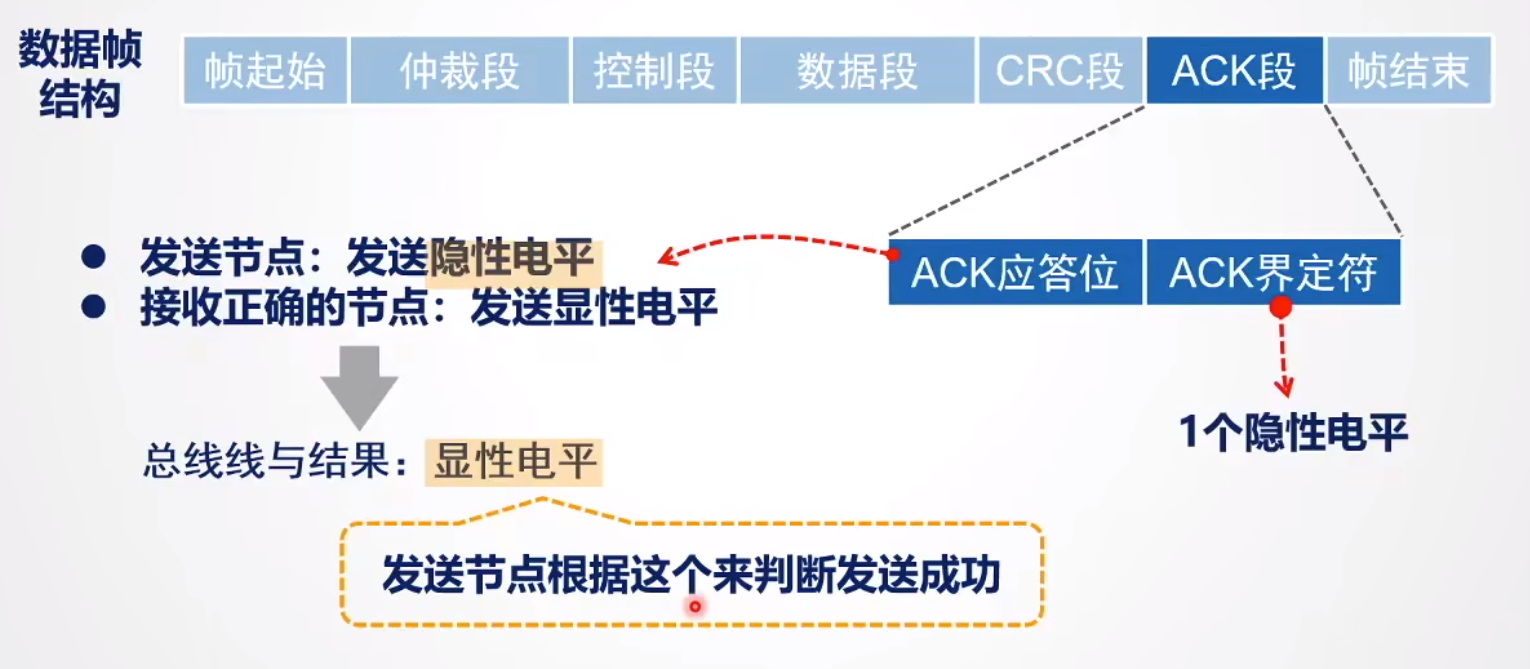 数据帧
结构
帧起始 仲裁段 控制段 数据段 CRC段 ACK段 帧结束
发送节点：发送隐性电平
接收正确的节点：发送显性电平
ACK应答位 ACK界定符
1个隐性电平
总线线与结果：显性电平
发送节点根据这个来判断发送成功